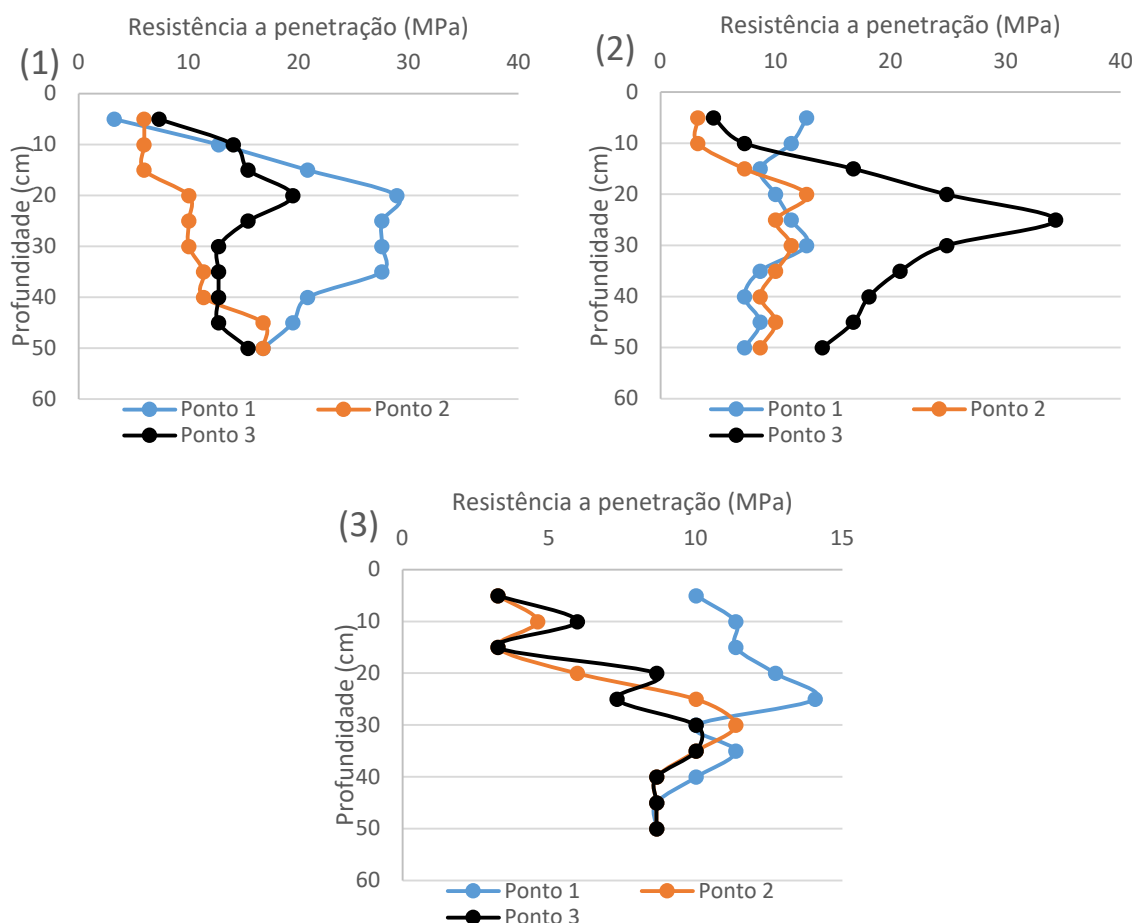 Resistência a penetração (MPa)
(1)
0 10 20 30 40
Profundidade (cm)
0
10
20
30
40
50
60
Ponto 1 Ponto 2
Ponto 3
Resistência a penetração (MPa)
(2)
0 10 20 30 40
Profundidade (cm)
0
10
20
30
40
50
60
Ponto 1 Ponto 2
Ponto 3
Resistência a penetração (MPa)
(3)
0 5 10 15
Profundidade (cm)
0
10
20
30
40
50
60
Ponto 1 Ponto 2
Ponto 3